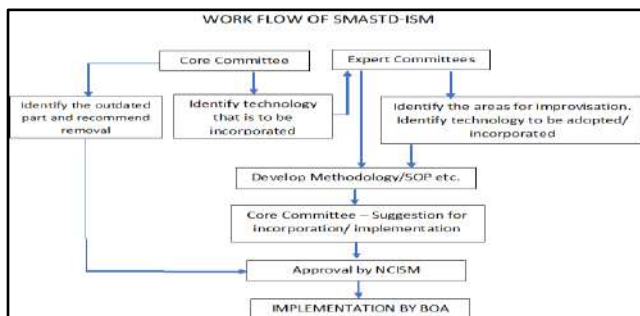 WORK FLOW OF SMASTD-ISM
Core Committee
Expert Committees
Identify the outdated
part and recommend
removal
Identify technology
that is to be
incorporated
Identify the areas for improvisation.
Identify technology to be adopted/
incorporated
Develop Methodology/SOP etc.
Core Committee – Suggestion for
incorporation/ implementation
Approval by NCISM
IMPLEMENTATION BY BOA